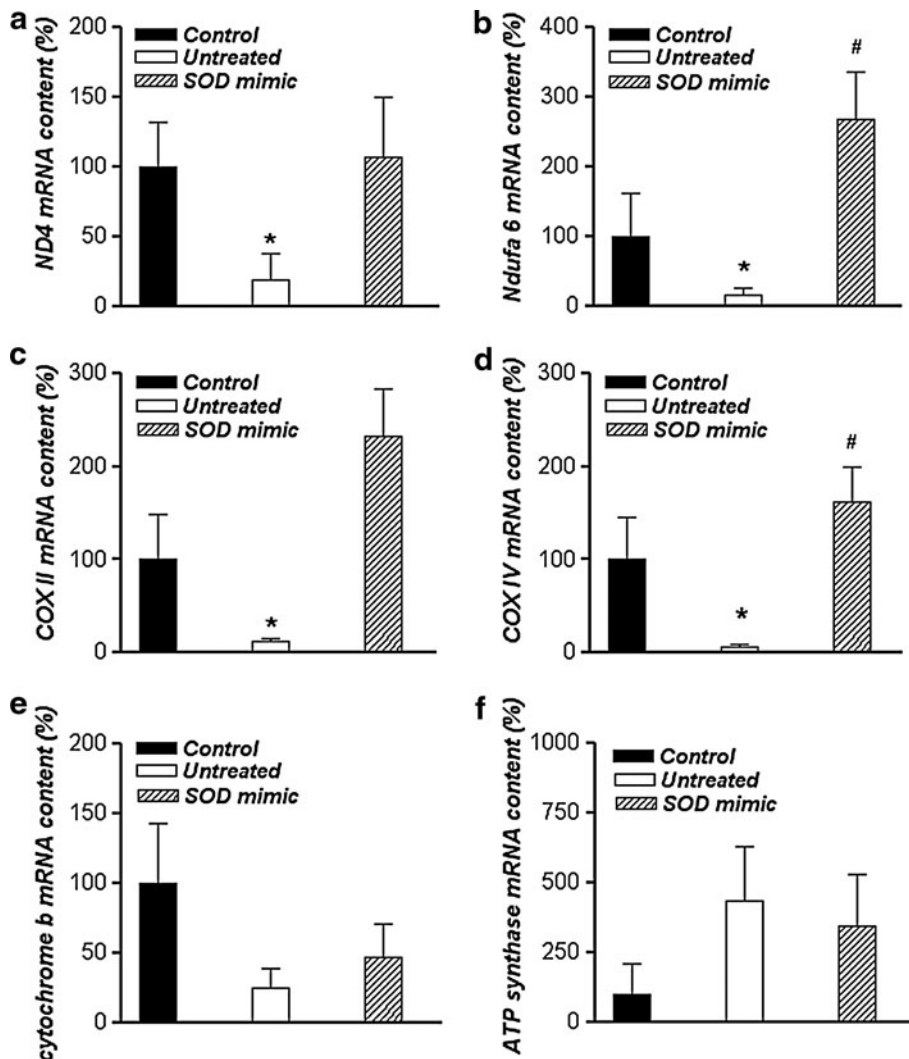 a
ND4 mRNA content (%)
200
150
100
50
0
Control
Untreated
SOD mimic
*
b
Ndufa 6 mRNA content (%)
400
300
200
100
0
Control
Untreated
SOD mimic
*
#
c
COX II mRNA content (%)
300
200
100
0
Control
Untreated
SOD mimic
*
d
COX IV mRNA content (%)
300
200
100
0
Control
Untreated
SOD mimic
*
#
e
cytochrome b mRNA content (%)
200
150
100
50
0
Control
Untreated
SOD mimic
f
ATP synthase mRNA content (%)
1000
750
500
250
0
Control
Untreated
SOD mimic